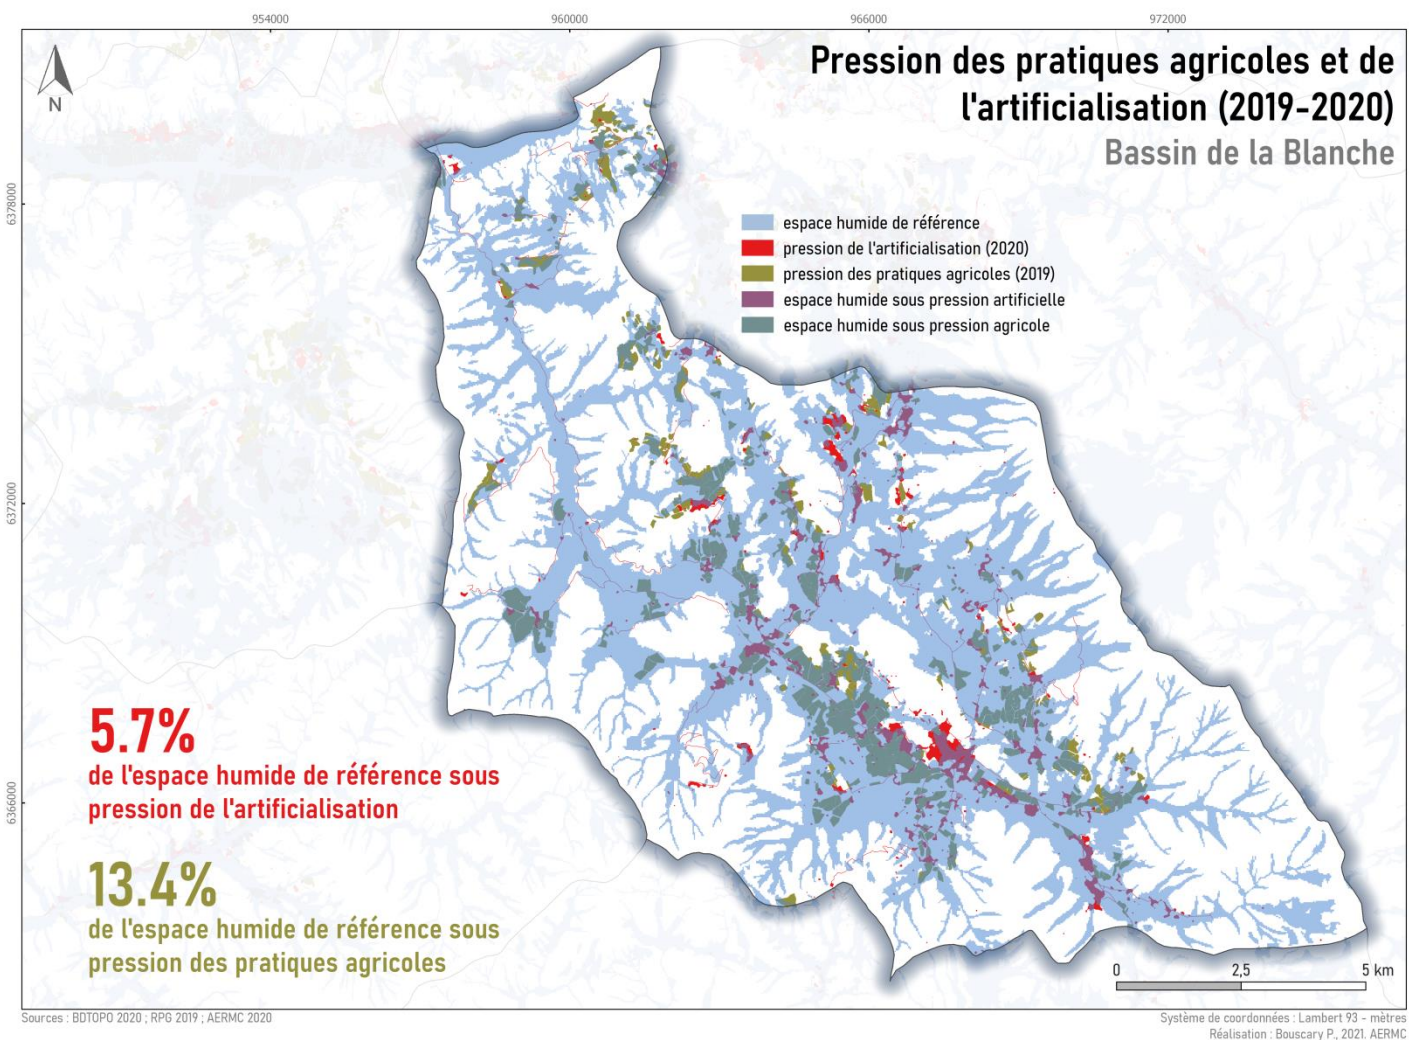 954000
960000
966000
972000
Pression des pratiques agricoles et de
l'artificialisation (2019-2020)
Bassin de la Blanche
N
6378000
6372000
6366000
espace humide de référence
pression de l'artificialisation (2020)
pression des pratiques agricoles (2019)
espace humide sous pression artificielle
espace humide sous pression agricole
5.7%
de l'espace humide de référence sous
pression de l'artificialisation
13.4%
de l'espace humide de référence sous
pression des pratiques agricoles
0 2,5 5 km
Sources : BDTOPO 2020 ; RPG 2019 ; AERMC 2020
Système de coordonnées : Lambert 93 - mètres
Réalisation : Bouscary P., 2021. AERMC